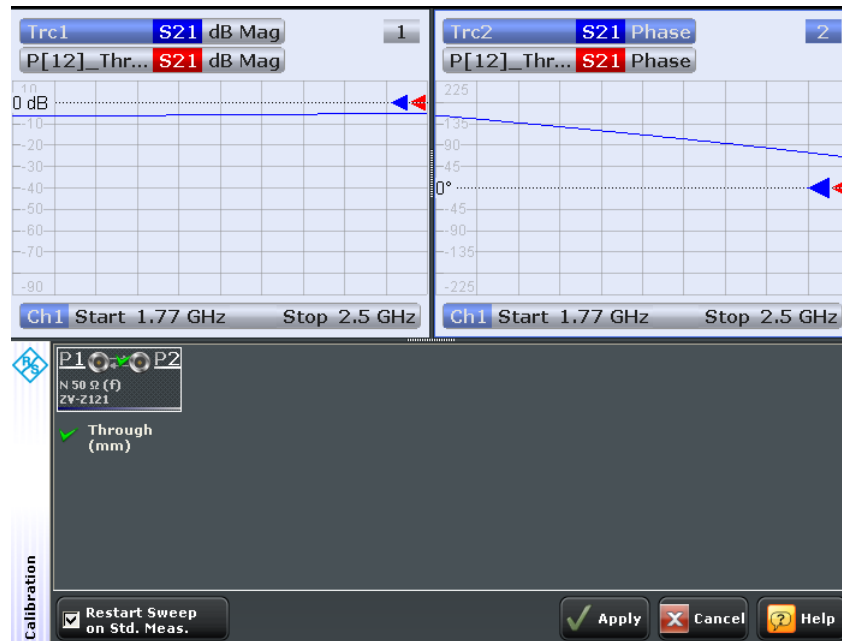 Trc1 S21 dB Mag 1
P[12]_Thr... S21 dB Mag
10
0 dB
-10
-20
-30
-40
-50
-60
-70
-90
Ch1 Start 1.77 GHz Stop 2.5 GHz
Trc2 S21 Phase 2
P[12]_Thr... S21 Phase
225
135
90
45
0°
-45
-90
-135
-225
Ch1 Start 1.77 GHz Stop 2.5 GHz
R&S
P1 P2
N 50 Ω (f)
ZV-Z121
Through
(mm)
Calibration
Restart Sweep
on Std. Meas.
Apply
Cancel
Help